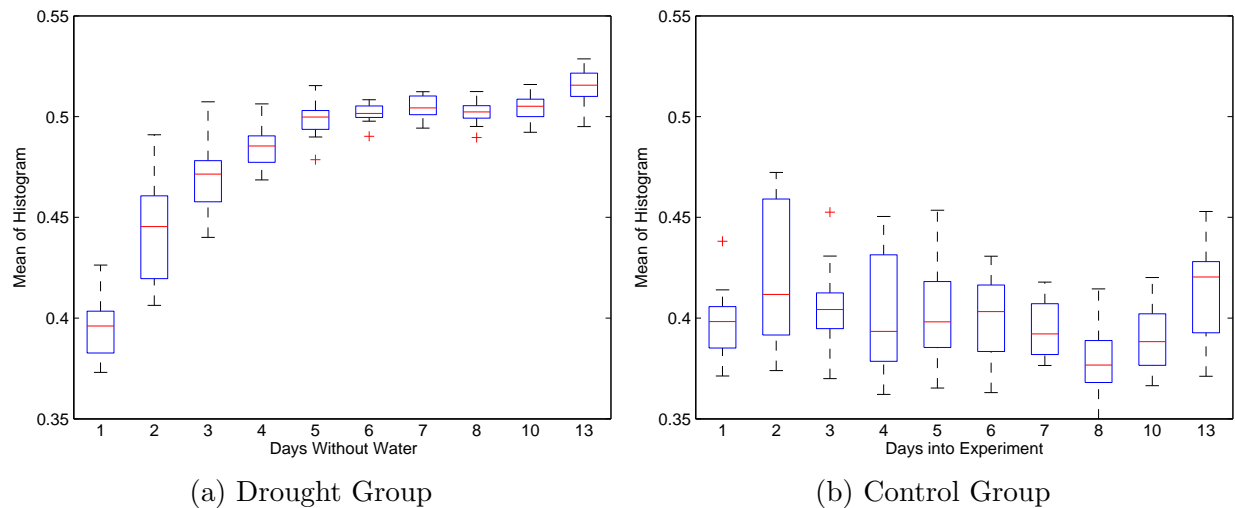 0.55
0.5
0.45
0.4
0.35
Mean of Histogram
1 2 3 4 5 6 7 8 10 13
Days Without Water
(a) Drought Group
0.55
0.5
0.45
0.4
0.35
Mean of Histogram
1 2 3 4 5 6 7 8 10 13
Days into Experiment
(b) Control Group